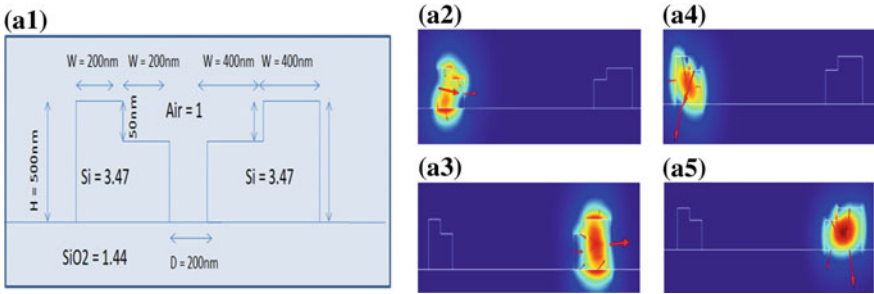 (a1)
W = 200nm W = 200nm W = 400nm W = 400nm
Air = 1
50nm
H = 500nm
Si = 3.47
Si = 3.47
SiO2 = 1.44
D = 200nm
(a2)
(a4)
(a3)
(a5)